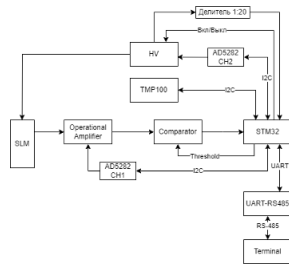 Делитель 1:20
Вкл/Выкл
HV
AD5282
CH2
I2C
TMP100
I2C
SLM
Operational
Amplifier
Comparator
STM32
Threshold
AD5282
CH1
I2C
UART
UART-RS485
RS-485
Terminal